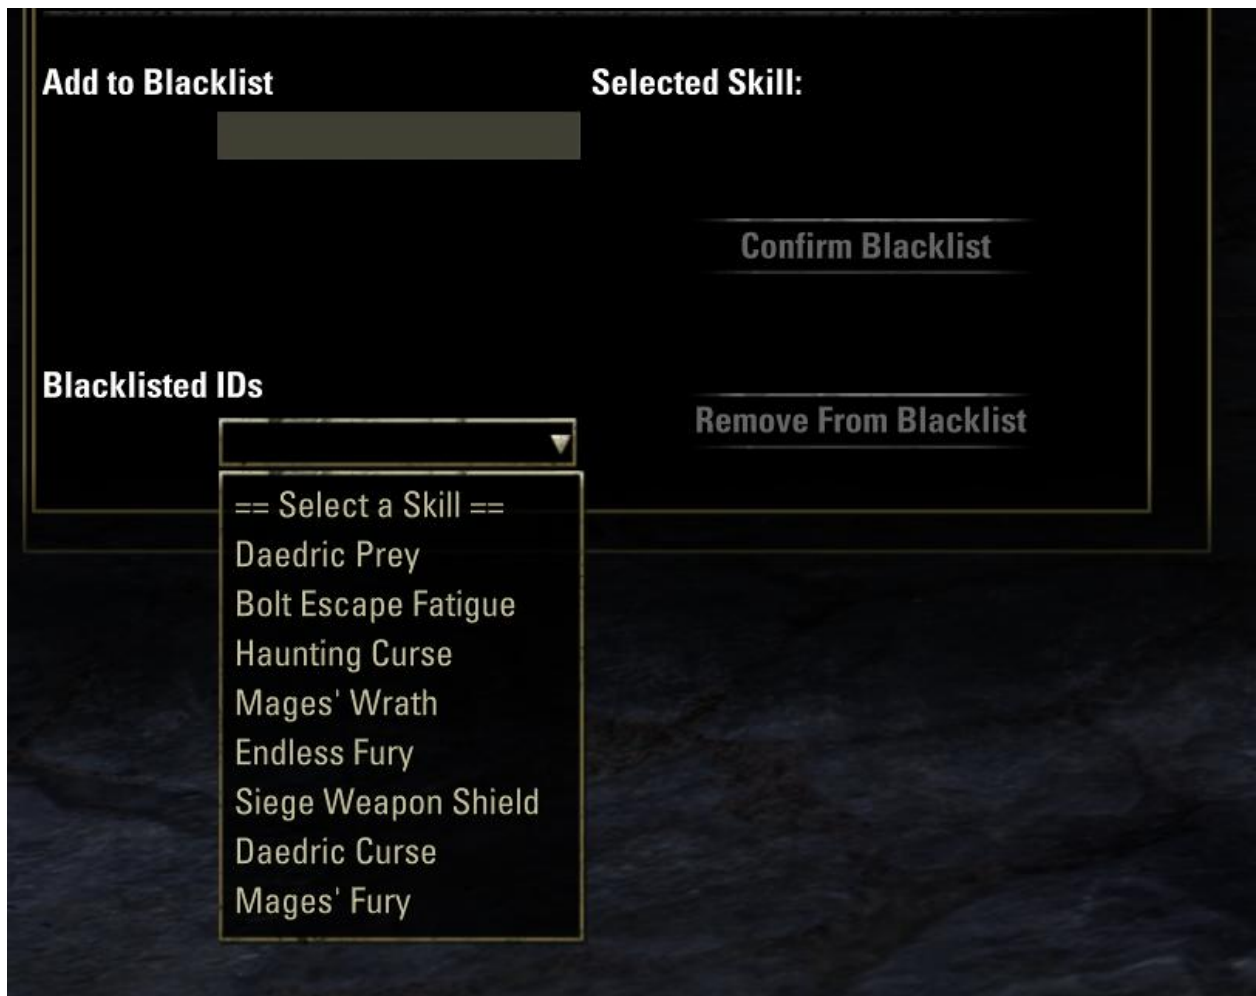 Add to Blacklist
Selected Skill:
Confirm Blacklist
Blacklisted IDs
Remove From Blacklist
== Select a Skill ==
Daedric Prey
Bolt Escape Fatigue
Haunting Curse
Mages' Wrath
Endless Fury
Siege Weapon Shield
Daedric Curse
Mages' Fury